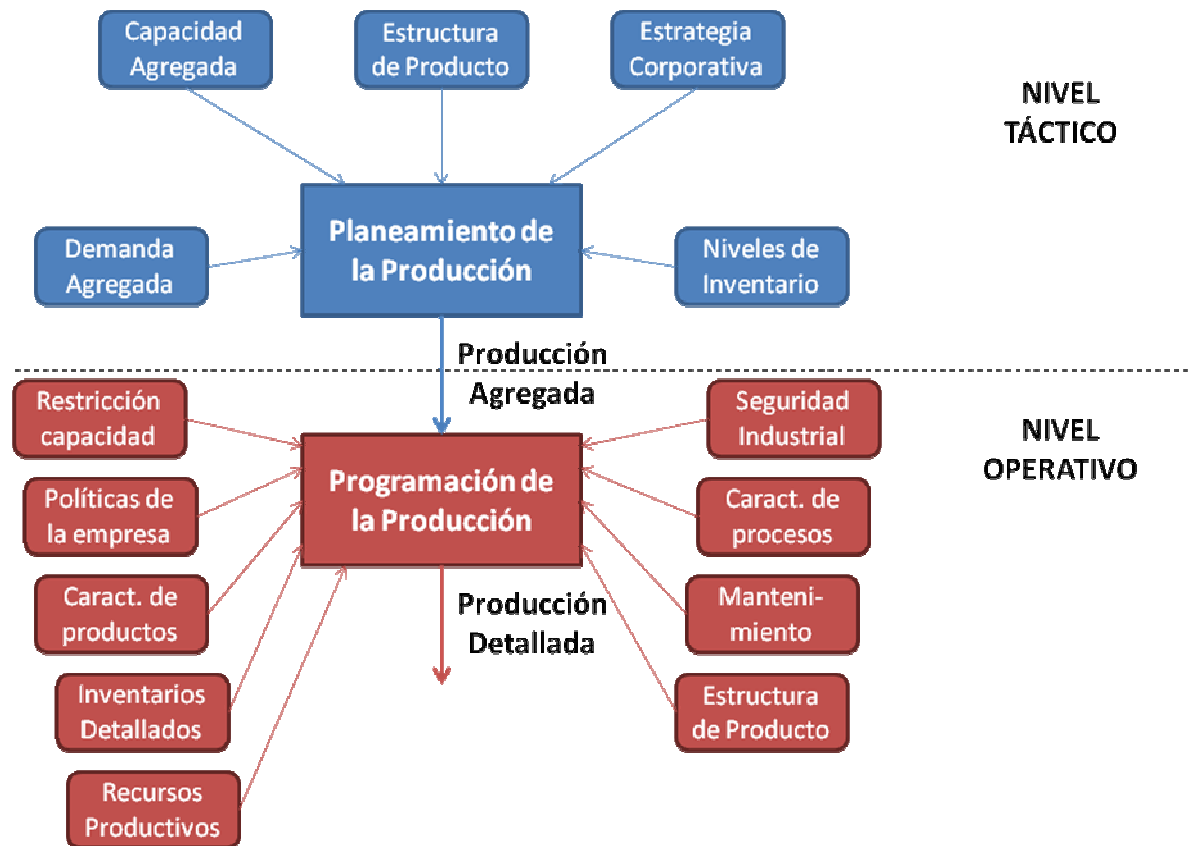 Capacidad
Agregada
Estructura
de Producto
Estrategia
Corporativa
NIVEL
TÁCTICO
Demanda
Agregada
Planeamiento de
la Producción
Niveles de
Inventario
Producción
Agregada
Restricción
capacidad
Seguridad
Industrial
NIVEL
OPERATIVO
Políticas de
la empresa
Programación de
la Producción
Caract. de
procesos
Caract. de
productos
Producción
Detallada
Manteni-
miento
Inventarios
Detallados
Estructura
de Producto
Recursos
Productivos